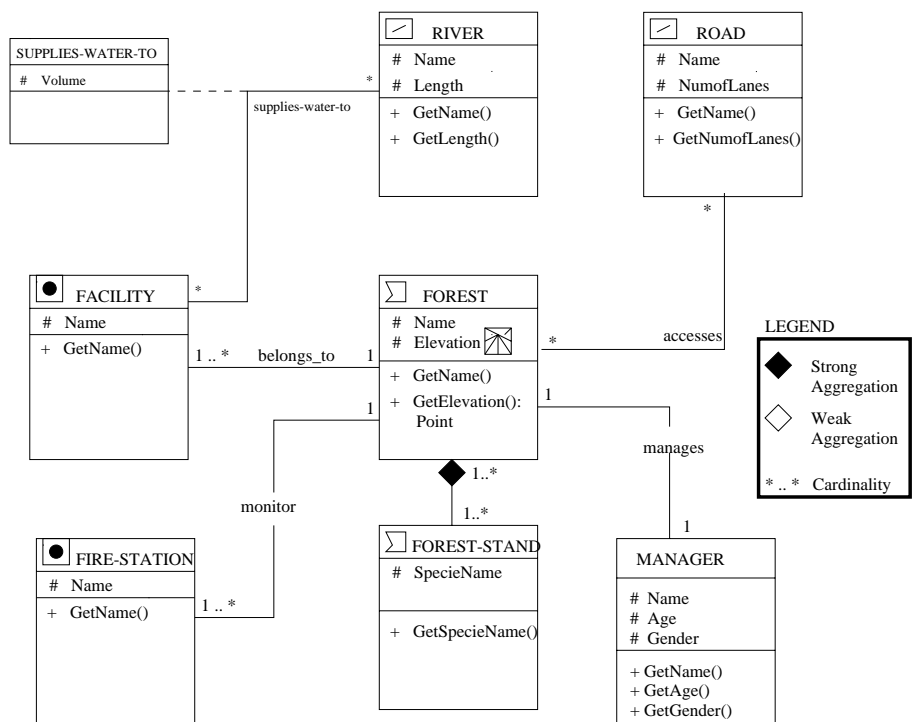 SUPPLIES-WATER-TO
# Volume
RIVER
# Name
# Length
+ GetName()
+ GetLength()
ROAD
# Name
# NumofLanes
+ GetName()
+ GetNumofLanes()
*
supplies-water-to
*
*
FACILITY
# Name
+ GetName()
1 .. *
belongs_to
1
FOREST
# Name
# Elevation
+ GetName()
+ GetElevation():
Point
*
accesses
1
manages
1
1
monitor
1 .. *
1..*
1..*
FIRE-STATION
# Name
+ GetName()
FOREST-STAND
# SpecieName
+ GetSpecieName()
MANAGER
# Name
# Age
# Gender
+ GetName()
+ GetAge()
+ GetGender()
LEGEND
Strong
Aggregation
Weak
Aggregation
* .. * Cardinality